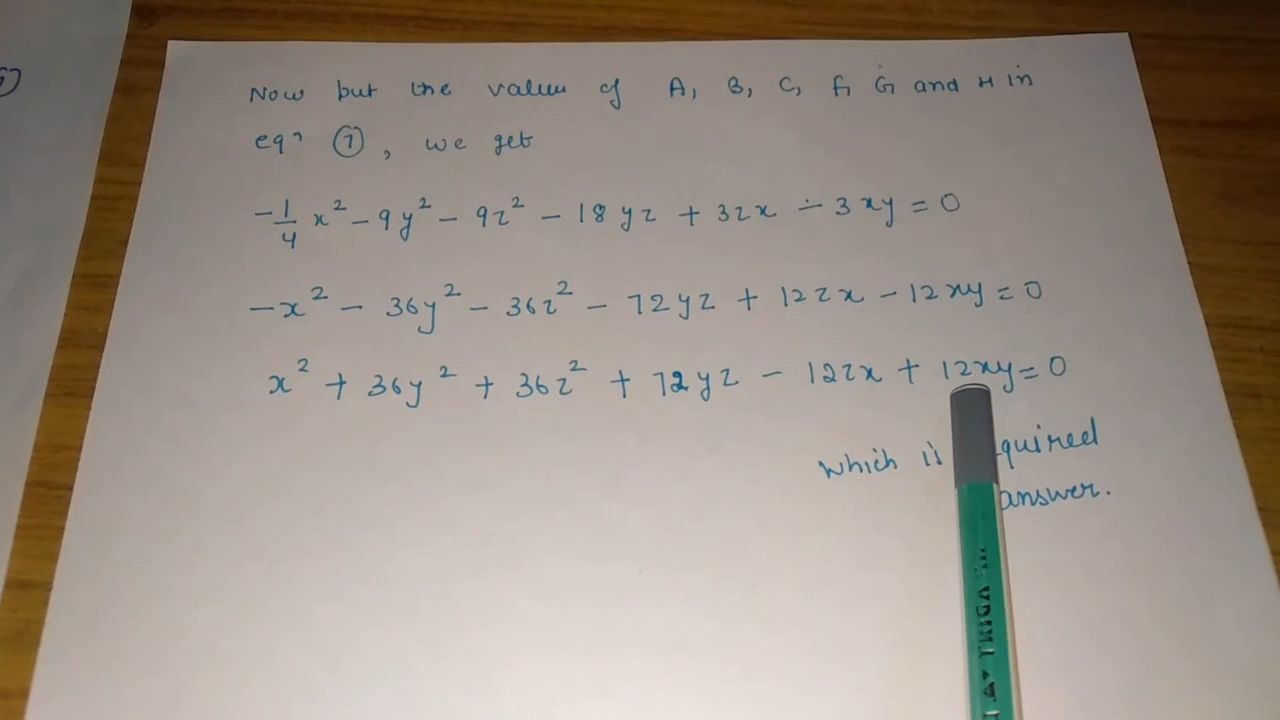 Now but the value of A, B, C, F, G and H in
eqn ⑦, we get
-1/4 x² - 9y² - 9z² - 18yz + 3zx - 3xy = 0
-x² - 36y² - 36z² - 72yz + 12zx - 12xy = 0
x² + 36y² + 36z² + 72yz - 12zx + 12xy = 0
which is
answer.